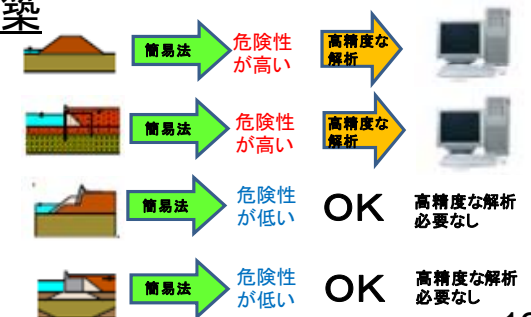 築
簡易法
危険性
が高い
高精度な
解析
簡易法
危険性
が高い
高精度な
解析
簡易法
危険性
が低い
OK
高精度な解析
必要なし
簡易法
危険性
が低い
OK
高精度な解析
必要なし